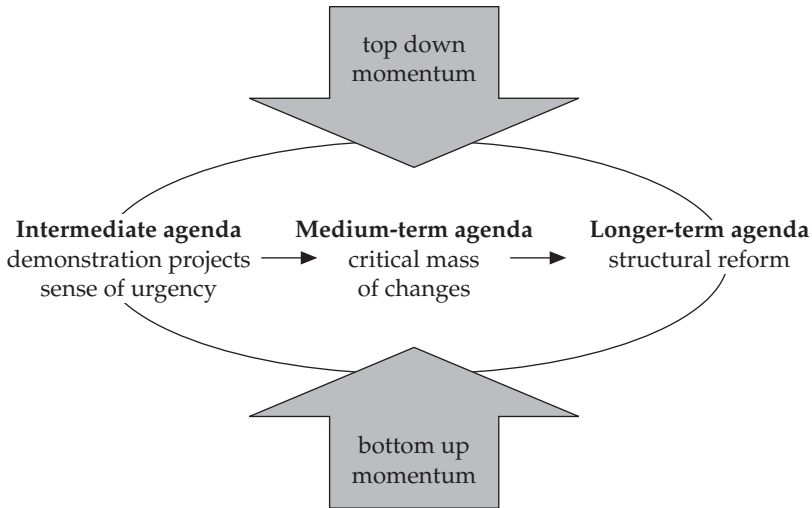 top down
momentum
Intermediate agenda
demonstration projects
sense of urgency
Medium-term agenda
critical mass
of changes
Longer-term agenda
structural reform
bottom up
momentum